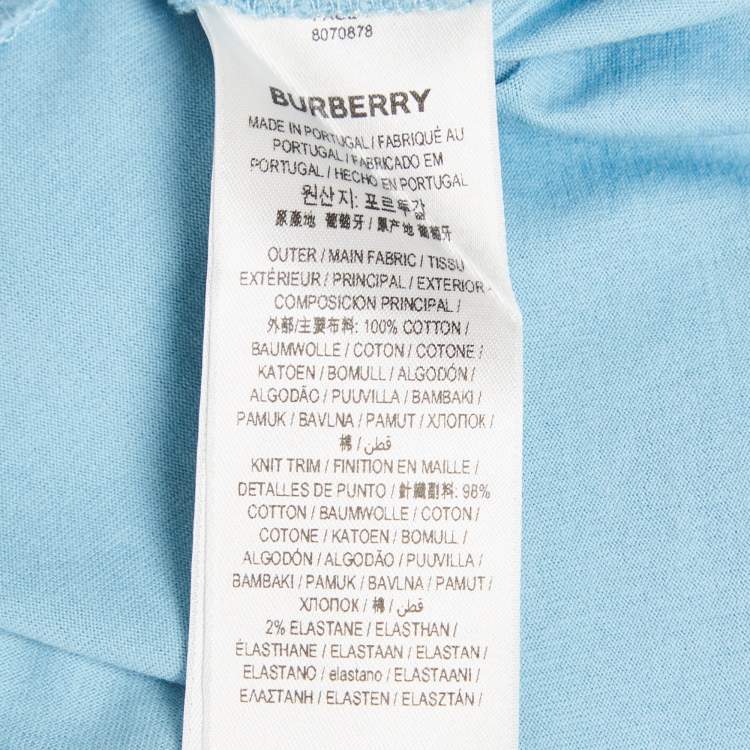 8070878
BURBERRY
MADE IN PORTUGAL / FABRIQUÉ AU
PORTUGAL / FABRICADO EM
PORTUGAL / HECHO EN PORTUGAL
원산지: 포르투갈
原產地 葡萄牙 / 原产地 葡萄牙
OUTER / MAIN FABRIC / TISSU
EXTÉRIEUR / PRINCIPAL / EXTERIOR -
COMPOSICION PRINCIPAL /
外部/主要布料: 100% COTTON /
BAUMWOLLE / COTON / COTONE /
KATOEN / BOMULL / ALGODÓN /
ALGODÃO / PUUVILLA / BAMBAKI /
PAMUK / BAVLNA / PAMUT / ХЛОПОК /
棉 / قطن /
KNIT TRIM / FINITION EN MAILLE /
DETALLES DE PUNTO / 針織副料: 98%
COTTON / BAUMWOLLE / COTON /
COTONE / KATOEN / BOMULL /
ALGODÓN / ALGODÃO / PUUVILLA /
BAMBAKI / PAMUK / BAVLNA / PAMUT /
ХЛОПОК / 棉 / قطن
2% ELASTANE / ELASTHAN /
ÉLASTHANE / ELASTAAN / ELASTAN /
ELASTANO / elastano / ELASTAANI /
ΕΛΑΣΤΑΝΗ / ELASTEN / ELASZTÁN /